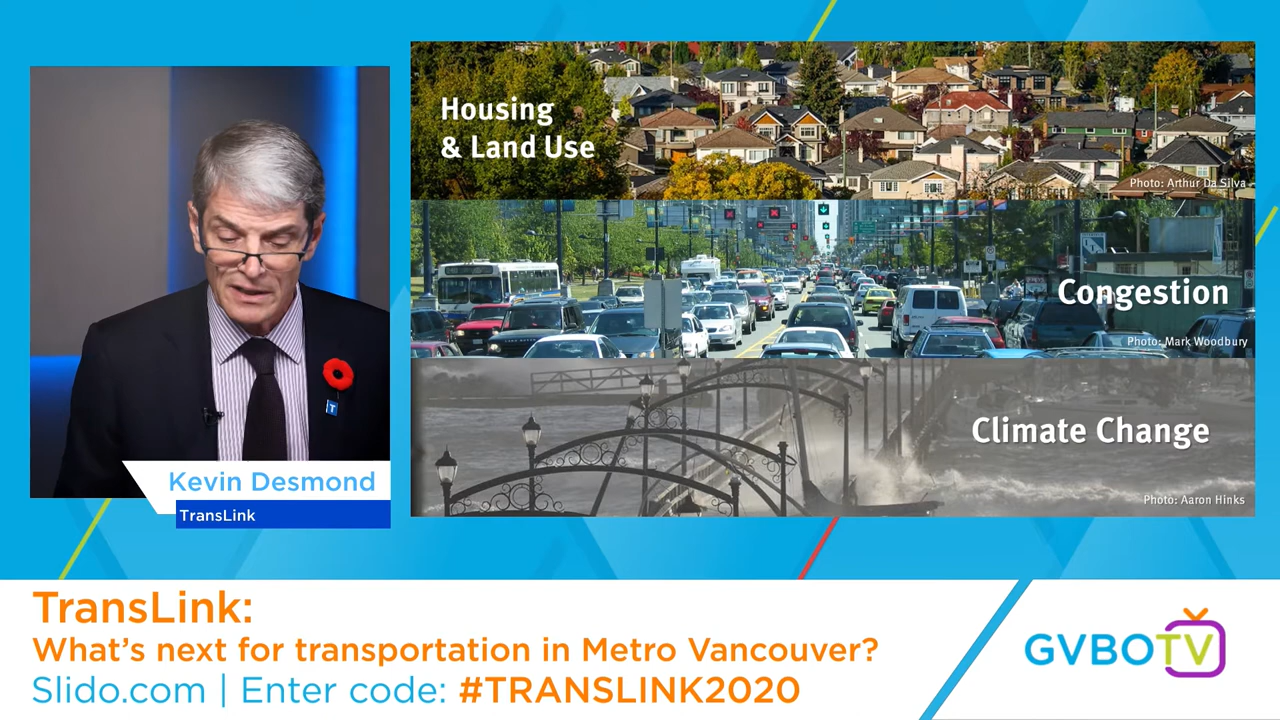 Housing
& Land Use
Photo: Arthur Da Silva
Congestion
Photo: Mark Woodbury
Climate Change
Photo: Aaron Hinks
T
Kevin Desmond
TransLink
TransLink:
What's next for transportation in Metro Vancouver?
Slido.com | Enter code: #TRANSLINK2020
GVBOTV